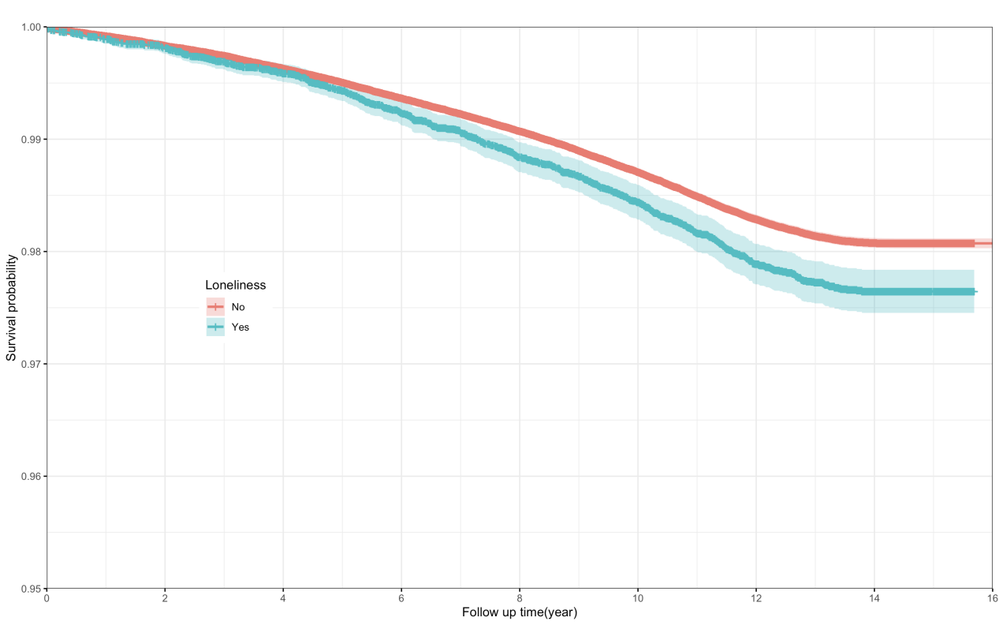 1.00
0.99
0.98
0.97
0.96
0.95
Survival probability
Loneliness
No
Yes
0 2 4 6 8 10 12 14 16
Follow up time(year)